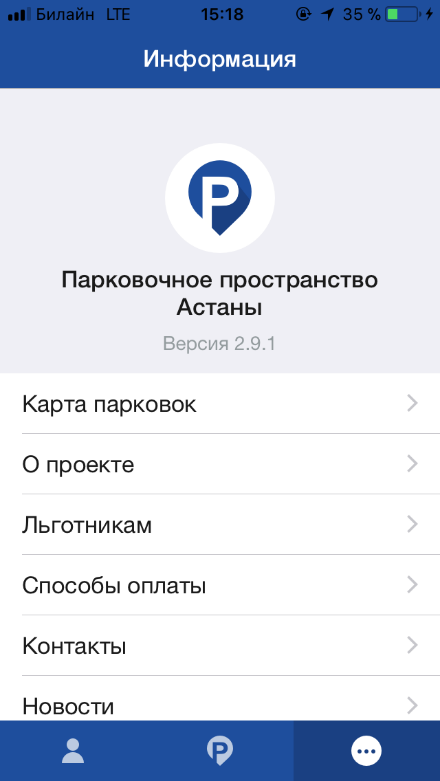 Билайн LTE 15:18 35 %
Информация
P
Парковочное пространство
Астаны
Версия 2.9.1
Карта парковок
О проекте
Льготникам
Способы оплаты
Контакты
Новости
P